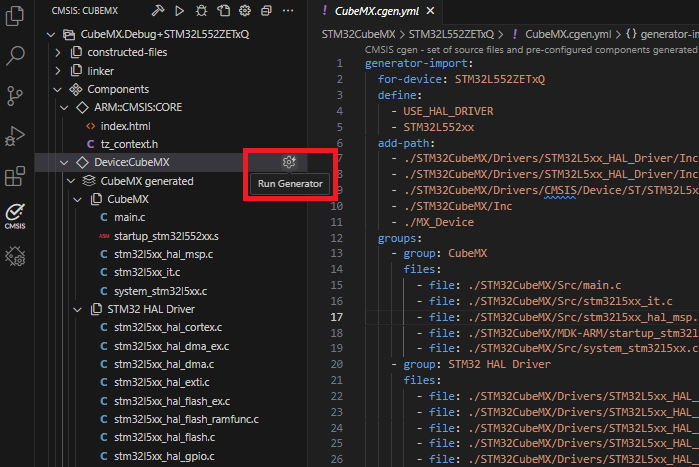 CMSIS: CUBEMX
CubeMX.Debug+STM32L552ZETxQ
constructed-files
linker
Components
ARM::CMSIS:CORE
index.html
tz_context.h
Device:CubeMX
Run Generator
CubeMX generated
CubeMX
main.c
ASM startup_stm32l552xx.s
C stm32l5xx_hal_msp.c
C stm32l5xx_it.c
C system_stm32l5xx.c
STM32 HAL Driver
C stm32l5xx_hal_cortex.c
C stm32l5xx_hal_dma_ex.c
C stm32l5xx_hal_dma.c
C stm32l5xx_hal_exti.c
C stm32l5xx_hal_flash_ex.c
C stm32l5xx_hal_flash_ramfunc.c
C stm32l5xx_hal_flash.c
C stm32l5xx_hal_gpio.c
CMSIS
! CubeMX.cgen.yml ×
STM32CubeMX > STM32L552ZETxQ > ! CubeMX.cgen.yml > {} generator-im
CMSIS cgen - set of source files and pre-configured components generated
1 generator-import:
2 for-device: STM32L552ZETxQ
3 define:
4 - USE_HAL_DRIVER
5 - STM32L552xx
6 add-path:
7 - ./STM32CubeMX/Drivers/STM32L5xx_HAL_Driver/Inc
8 - ./STM32CubeMX/Drivers/STM32L5xx_HAL_Driver/Inc
9 - ./STM32CubeMX/Drivers/CMSIS/Device/ST/STM32L5x
10 - ./STM32CubeMX/Inc
11 - ./MX_Device
12 groups:
13 - group: CubeMX
14 files:
15 - file: ./STM32CubeMX/Src/main.c
16 - file: ./STM32CubeMX/Src/stm32l5xx_it.c
17 - file: ./STM32CubeMX/Src/stm32l5xx_hal_msp.
18 - file: ./STM32CubeMX/MDK-ARM/startup_stm32l
19 - file: ./STM32CubeMX/Src/system_stm32l5xx.c
20 - group: STM32 HAL Driver
21 files:
22 - file: ./STM32CubeMX/Drivers/STM32L5xx_HAL_
23 - file: ./STM32CubeMX/Drivers/STM32L5xx_HAL_
24 - file: ./STM32CubeMX/Drivers/STM32L5xx_HAL_
25 - file: ./STM32CubeMX/Drivers/STM32L5xx_HAL_
26 - file: ./STM32CubeMX/Drivers/STM32L5xx_HAL_